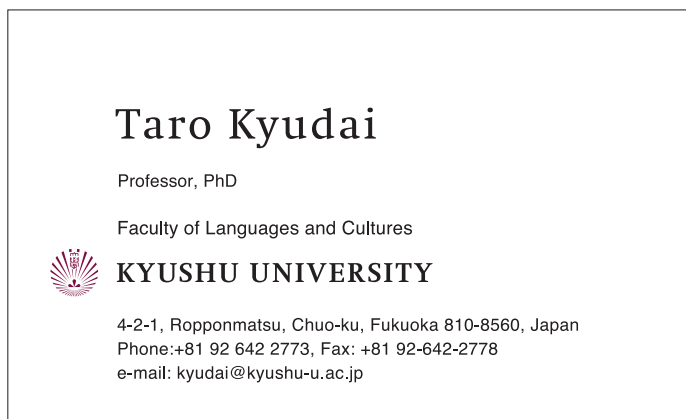 Taro Kyudai
Professor, PhD
Faculty of Languages and Cultures
KYUSHU UNIVERSITY
4-2-1, Ropponmatsu, Chuo-ku, Fukuoka 810-8560, Japan
Phone:+81 92 642 2773, Fax: +81 92-642-2778
e-mail: kyudai@kyushu-u.ac.jp